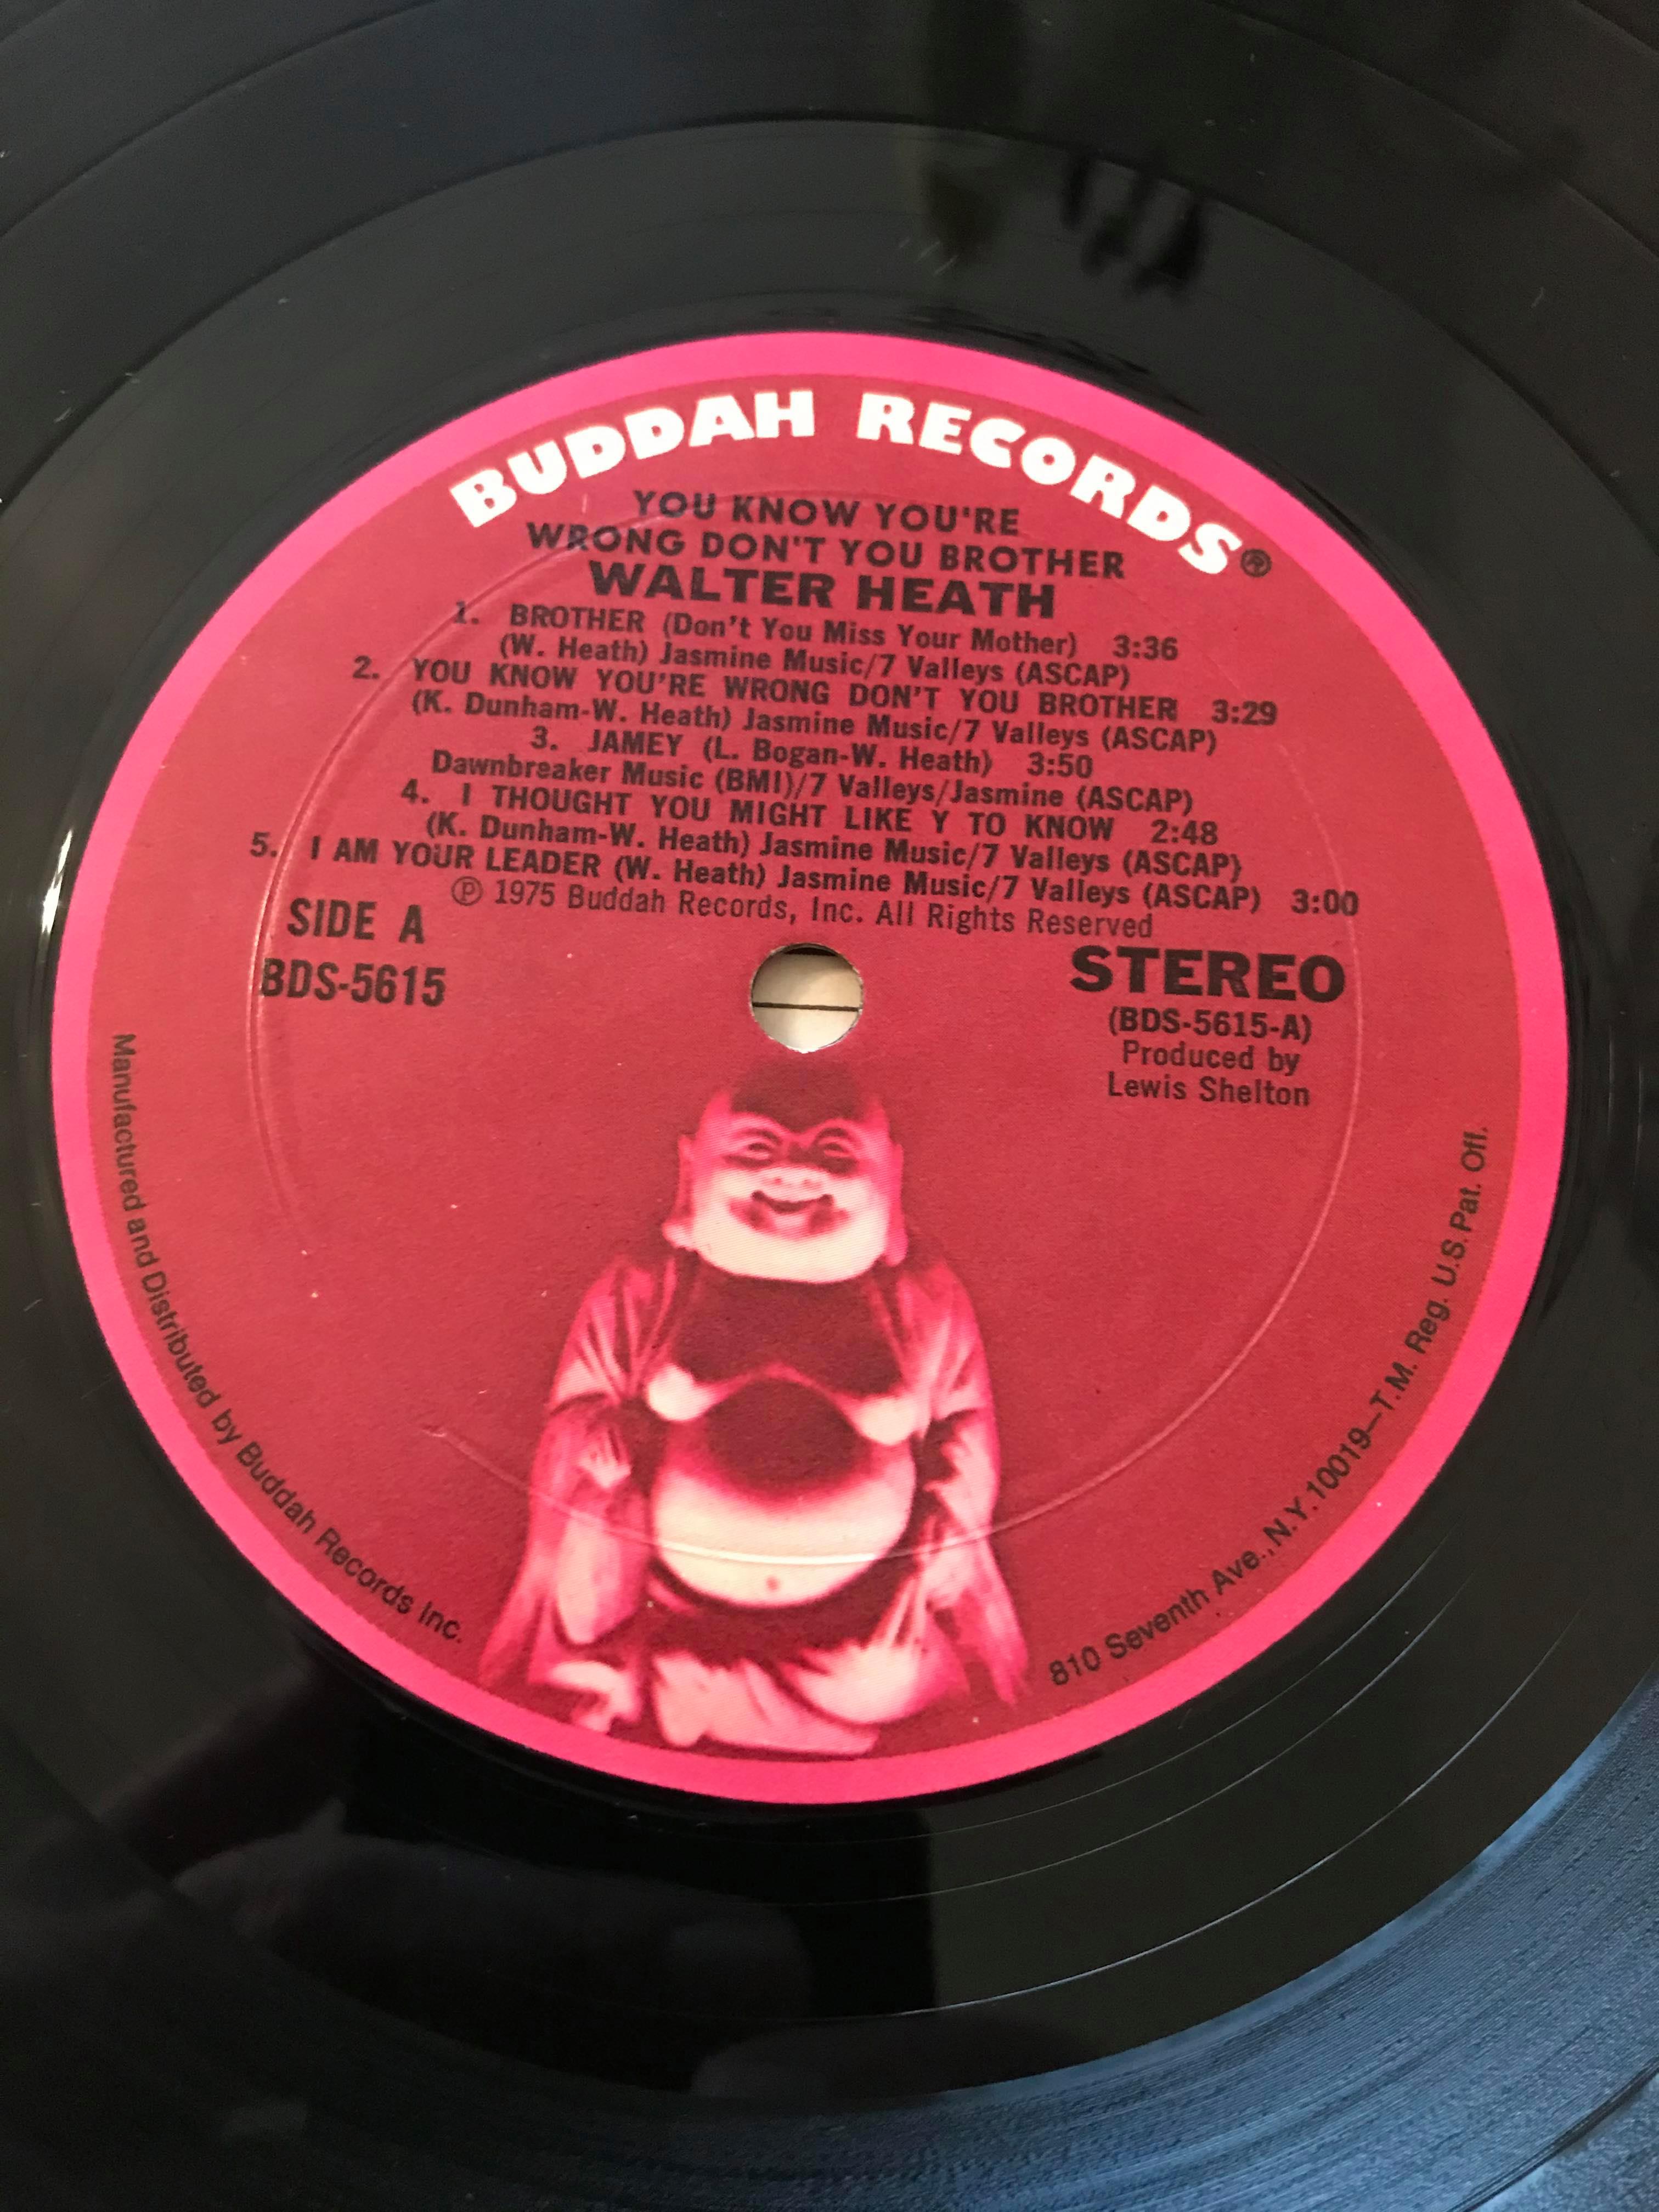 BUDDAH RECORDS®
YOU KNOW YOU'RE
WRONG DON'T YOU BROTHER
WALTER HEATH
1. BROTHER (Don't You Miss Your Mother) 3:36
(W. Heath) Jasmine Music/7 Valleys (ASCAP)
2. YOU KNOW YOU'RE WRONG DON'T YOU BROTHER 3:29
(K. Dunham-W. Heath) Jasmine Music/7 Valleys (ASCAP)
3. JAMEY (L. Bogan-W. Heath) 3:50
Dawnbreaker Music (BMI)/7 Valleys/Jasmine (ASCAP)
4. I THOUGHT YOU MIGHT LIKE Y TO KNOW 2:48
(K. Dunham-W. Heath) Jasmine Music/7 Valleys (ASCAP)
5. I AM YOUR LEADER (W. Heath) Jasmine Music/7 Valleys (ASCAP) 3:00
℗ 1975 Buddah Records, Inc. All Rights Reserved
SIDE A
BDS-5615
STEREO
(BDS-5615-A)
Produced by
Lewis Shelton
Manufactured and Distributed by Buddah Records Inc.
810 Seventh Ave., N.Y. 10019—T.M. Reg. U.S. Pat. Off.